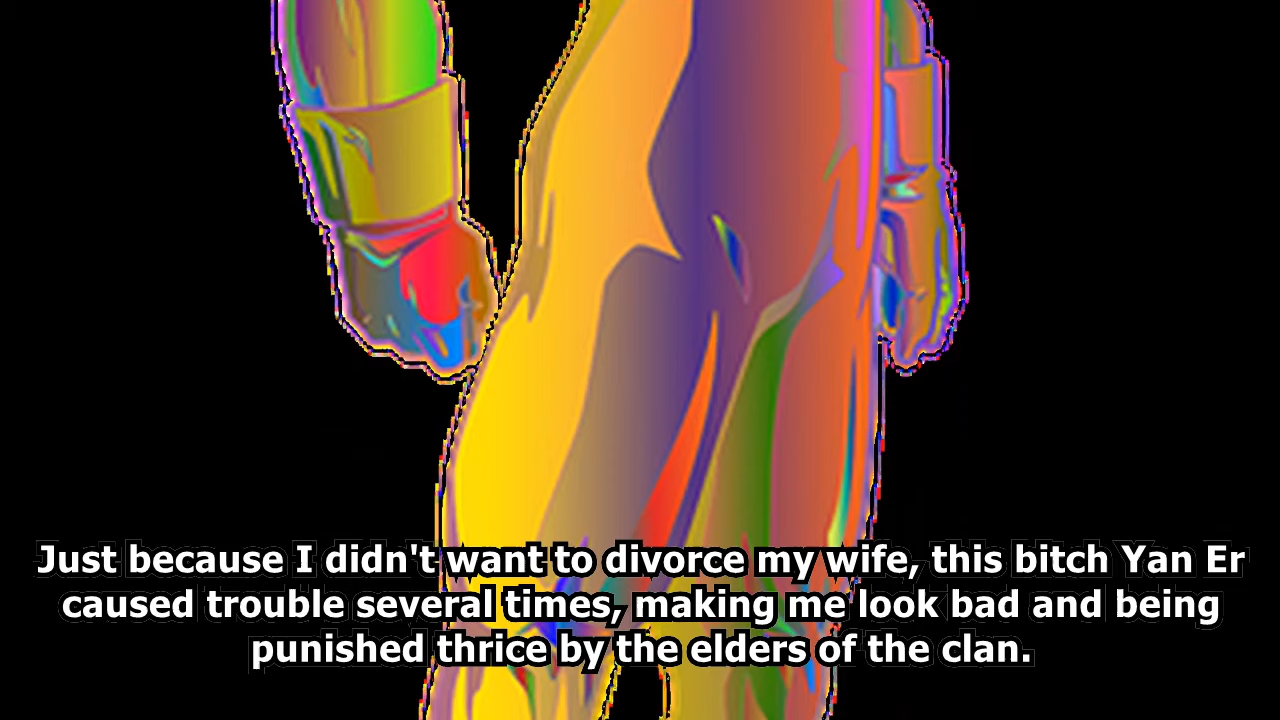 Just because I didn't want to divorce my wife, this bitch Yan Er
caused trouble several times, making me look bad and being
punished thrice by the elders of the clan.